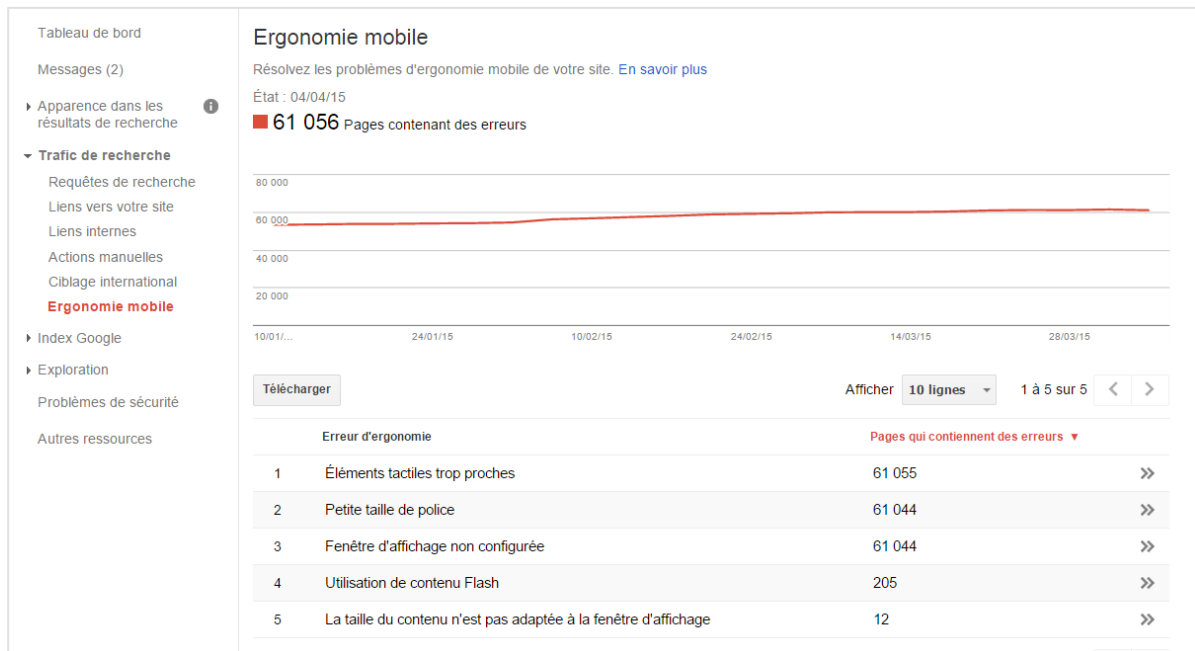 Tableau de bord
Messages (2)
Apparence dans les
résultats de recherche
Trafic de recherche
Requêtes de recherche
Liens vers votre site
Liens internes
Actions manuelles
Ciblage international
Ergonomie mobile
Index Google
Exploration
Problèmes de sécurité
Autres ressources
Ergonomie mobile
Résolvez les problèmes d'ergonomie mobile de votre site. En savoir plus
État : 04/04/15
61 056 Pages contenant des erreurs
80 000
60 000
40 000
20 000
10/01/... 24/01/15 10/02/15 24/02/15 14/03/15 28/03/15
Télécharger Afficher 10 lignes 1 à 5 sur 5
Erreur d'ergonomie Pages qui contiennent des erreurs ▼
1 Éléments tactiles trop proches 61 055
2 Petite taille de police 61 044
3 Fenêtre d'affichage non configurée 61 044
4 Utilisation de contenu Flash 205
5 La taille du contenu n'est pas adaptée à la fenêtre d'affichage 12